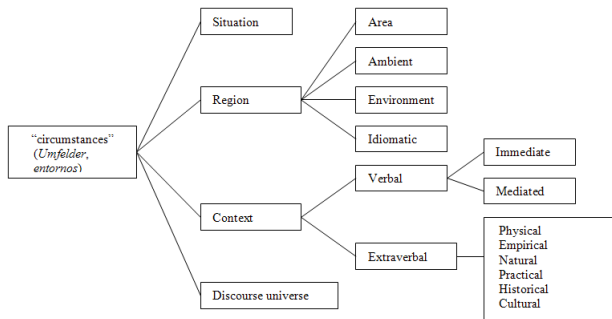 Situation
Area
Ambient
Region
Environment
Idiomatic
"circumstances"
(Umfelder,
entornos)
Verbal
Immediate
Mediated
Context
Extraverbal
Physical
Empirical
Natural
Practical
Historical
Cultural
Discourse universe